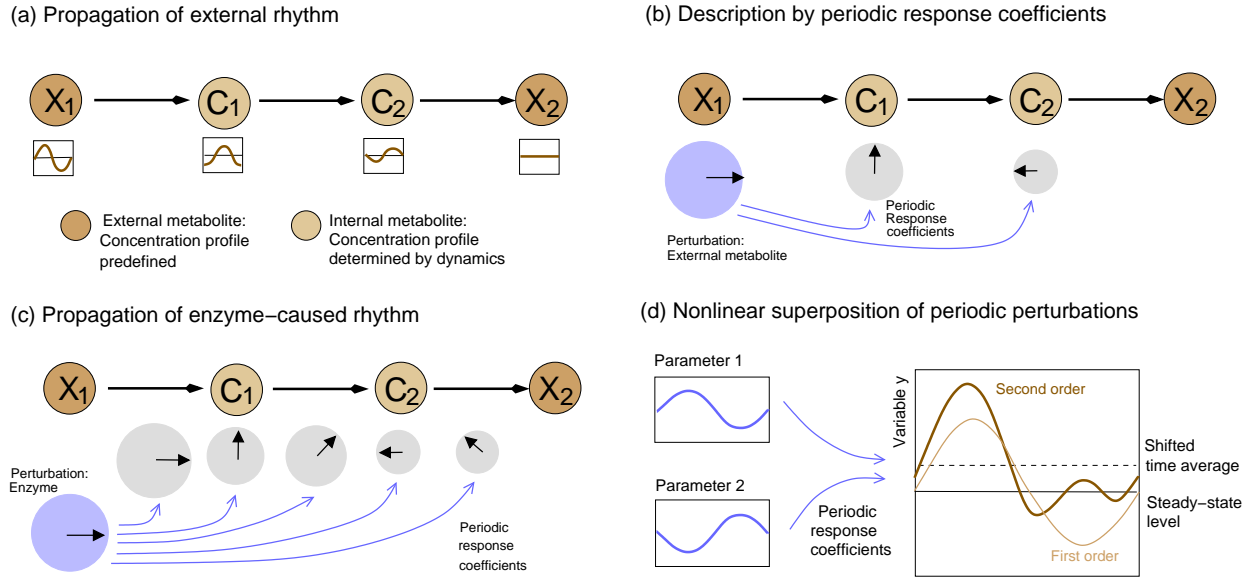 (a) Propagation of external rhythm
X1
C1
C2
X2
External metabolite:
Concentration profile
predefined
Internal metabolite:
Concentration profile
determined by dynamics
(b) Description by periodic response coefficients
X1
C1
C2
X2
Periodic
Response
coefficients
Perturbation:
Exterrnal metabolite
(c) Propagation of enzyme−caused rhythm
X1
C1
C2
X2
Perturbation:
Enzyme
Periodic
response
coefficients
(d) Nonlinear superposition of periodic perturbations
Parameter 1
Parameter 2
Periodic
response
coefficients
Variable y
Second order
First order
Shifted
time average
Steady−state
level